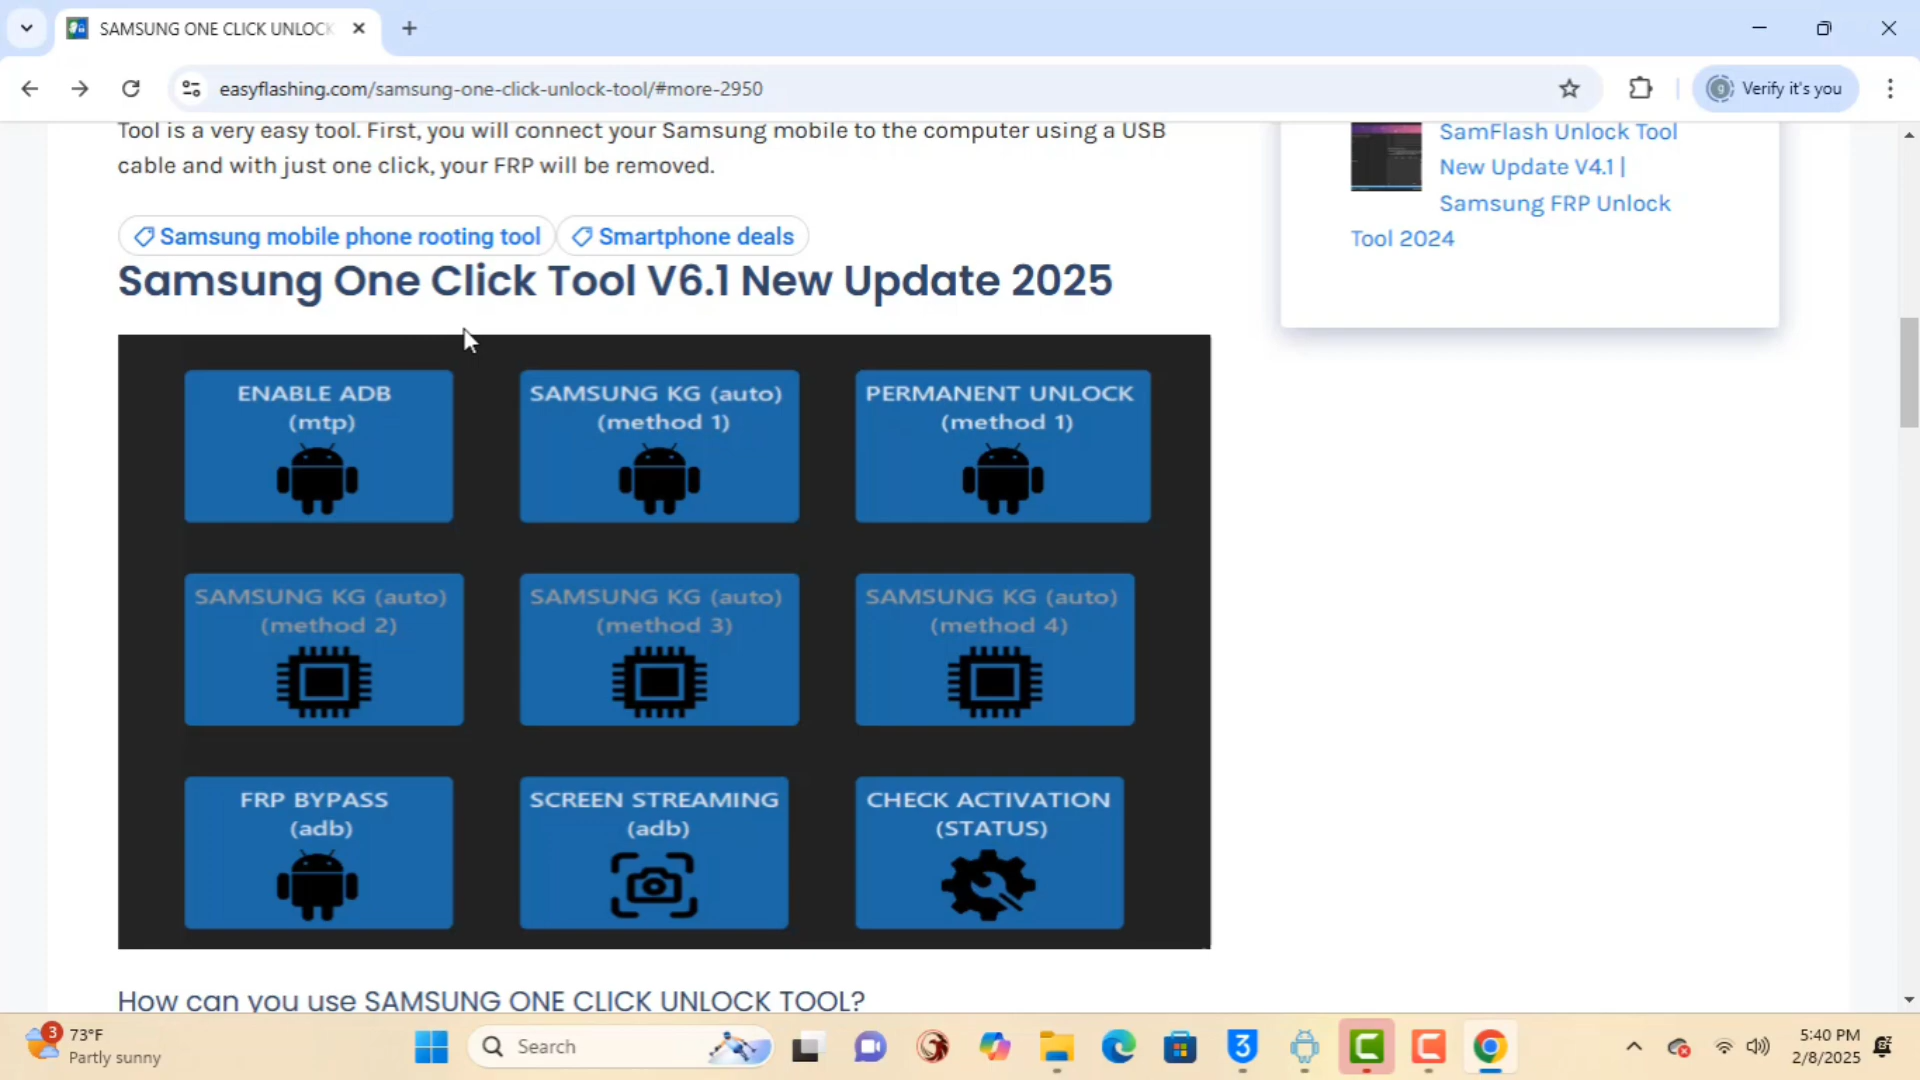 SAMSUNG ONE CLICK UNLOCK
easyflashing.com/samsung-one-click-unlock-tool/#more-2950
Verify it's you
Tool is a very easy tool. First, you will connect your Samsung mobile to the computer using a USB
cable and with just one click, your FRP will be removed.
Samsung mobile phone rooting tool
Smartphone deals
Samsung One Click Tool V6.1 New Update 2025
ENABLE ADB
(mtp)
SAMSUNG KG (auto)
(method 1)
PERMANENT UNLOCK
(method 1)
SAMSUNG KG (auto)
(method 2)
SAMSUNG KG (auto)
(method 3)
SAMSUNG KG (auto)
(method 4)
FRP BYPASS
(adb)
SCREEN STREAMING
(adb)
CHECK ACTIVATION
(STATUS)
How can you use SAMSUNG ONE CLICK UNLOCK TOOL?
SamFlash Unlock Tool
New Update V4.1 |
Samsung FRP Unlock
Tool 2024
3
73°F
Partly sunny
Search
3
5:40 PM
2/8/2025